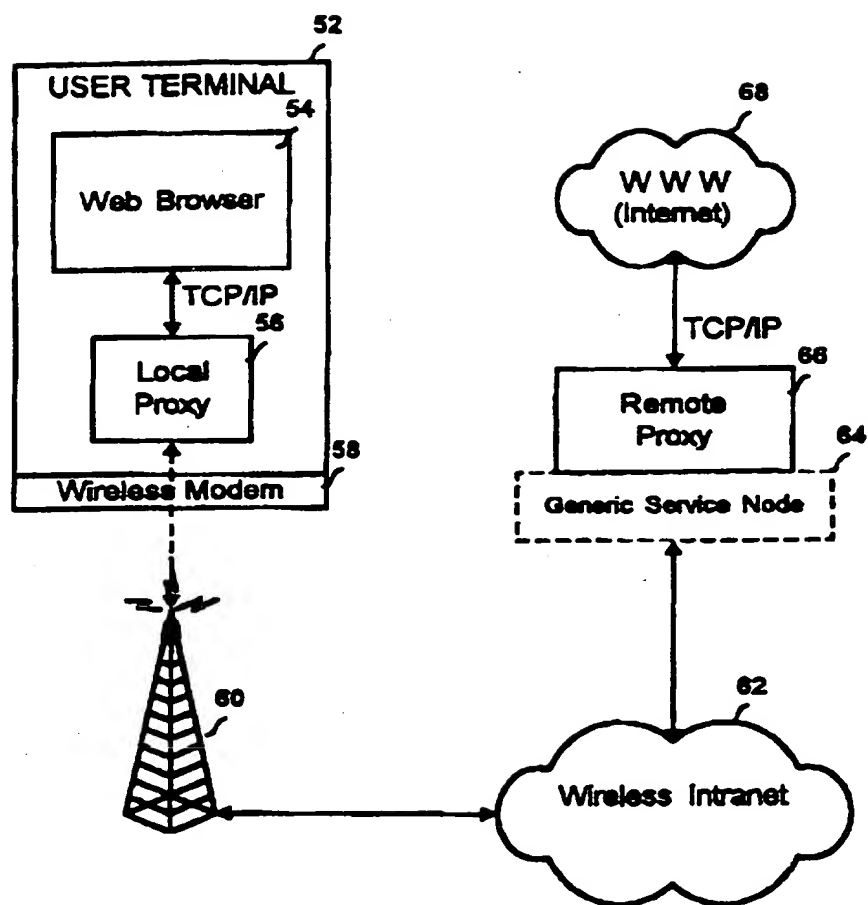 52
USER TERMINAL
54
Web Browser
TCP/IP
56
Local
Proxy
58
Wireless Modem
60
68
W W W
(Internet)
TCP/IP
66
Remote
Proxy
64
Generic Service Node
62
Wireless Intranet